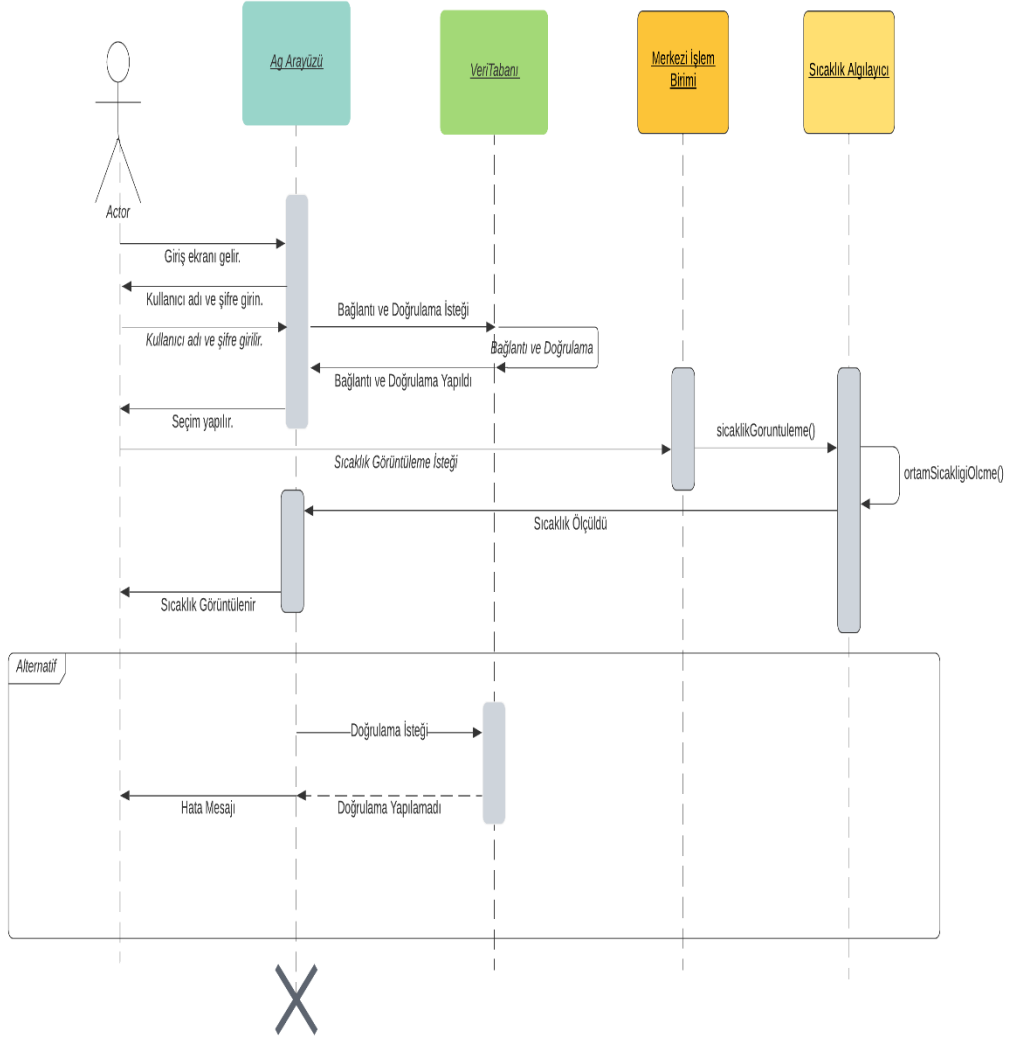 Ag Arayüzü
VeriTabanı
Merkezi İşlem
Birimi
Sıcaklık Algılayıcı
Actor
Giriş ekranı gelir.
Kullanıcı adı ve şifre girin.
Bağlantı ve Doğrulama İsteği
Kullanıcı adı ve şifre girilir.
Bağlantı ve Doğrulama
Bağlantı ve Doğrulama Yapıldı
Seçim yapılır.
sicaklikGoruntuleme()
Sıcaklık Görüntüleme İsteği
ortamSicakligiOlcme()
Sıcaklık Ölçüldü
Sıcaklık Görüntülenir
Alternatif
Doğrulama İsteği
Hata Mesajı
Doğrulama Yapılamadı